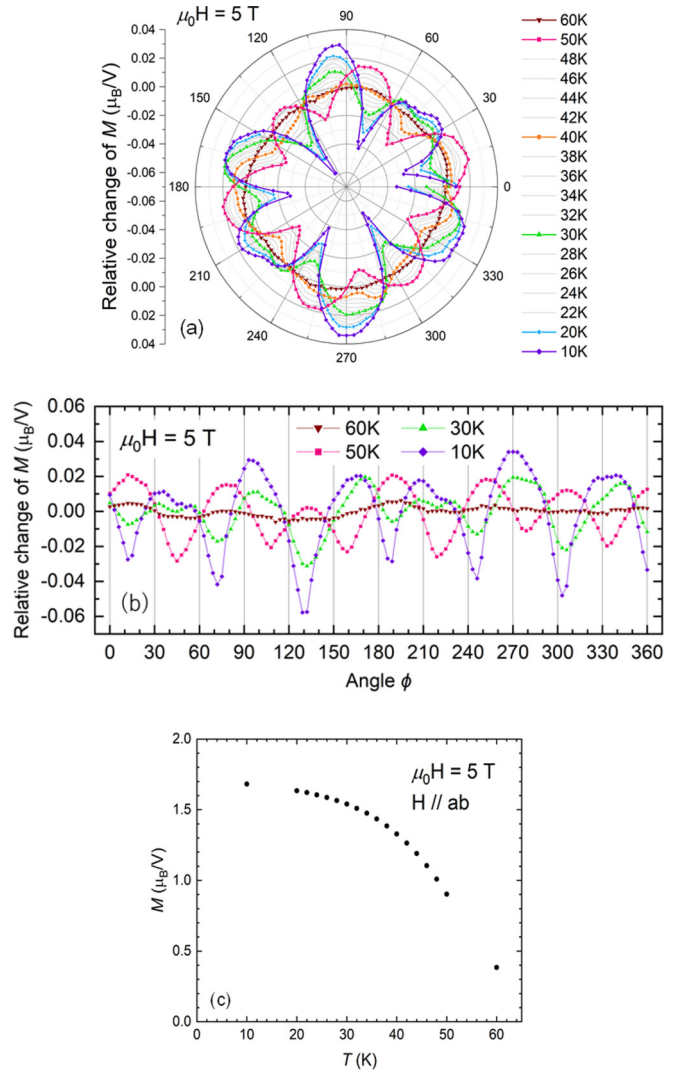 μ₀H = 5 T
Relative change of M (μB/V)
0.04
0.02
0.00
-0.02
-0.04
-0.06
-0.06
-0.04
-0.02
0.00
0.02
0.04
90
60
30
0
330
300
270
240
210
180
150
120
(a)
60K
50K
48K
46K
44K
42K
40K
38K
36K
34K
32K
30K
28K
26K
24K
22K
20K
10K
Relative change of M (μB/V)
0.06
0.04
0.02
0.00
-0.02
-0.04
-0.06
μ₀H = 5 T
60K 30K
50K 10K
(b)
0 30 60 90 120 150 180 210 240 270 300 330 360
Angle ϕ
M (μB/V)
2.0
1.5
1.0
0.5
0.0
μ₀H = 5 T
H // ab
(c)
0 10 20 30 40 50 60
T (K)